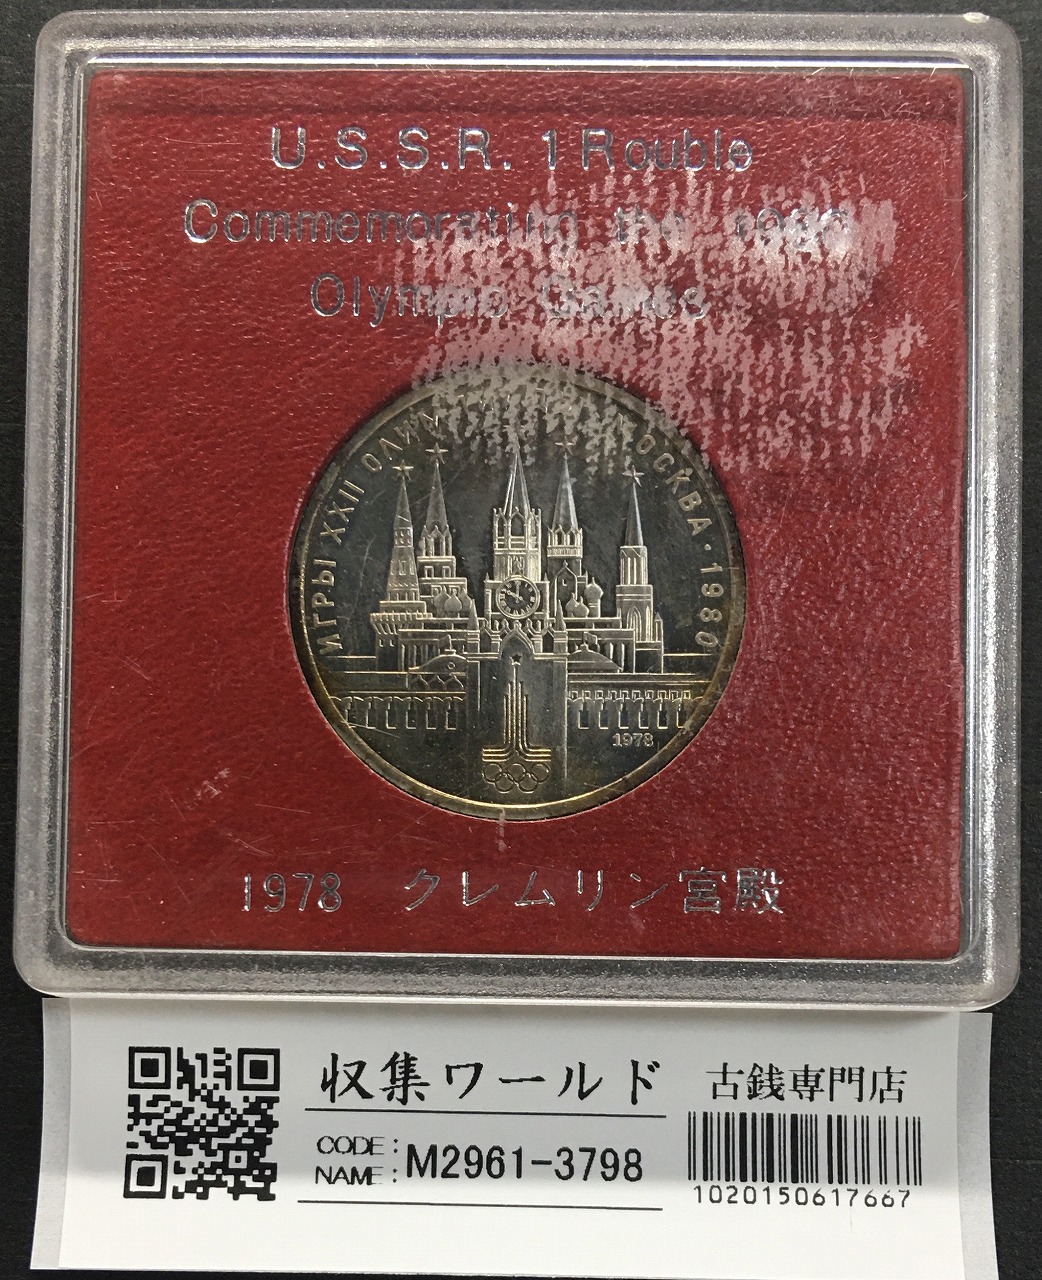 U.S.S.R. 1 Rouble
Commemorating the 1980
Olympic Games
ИГРЫ XXII ОЛИМ МОСКВА · 1980
1978
1978 クレムリン宮殿
収集ワールド 古銭専門店
CODE:
NAME: M2961-3798
1020150617667